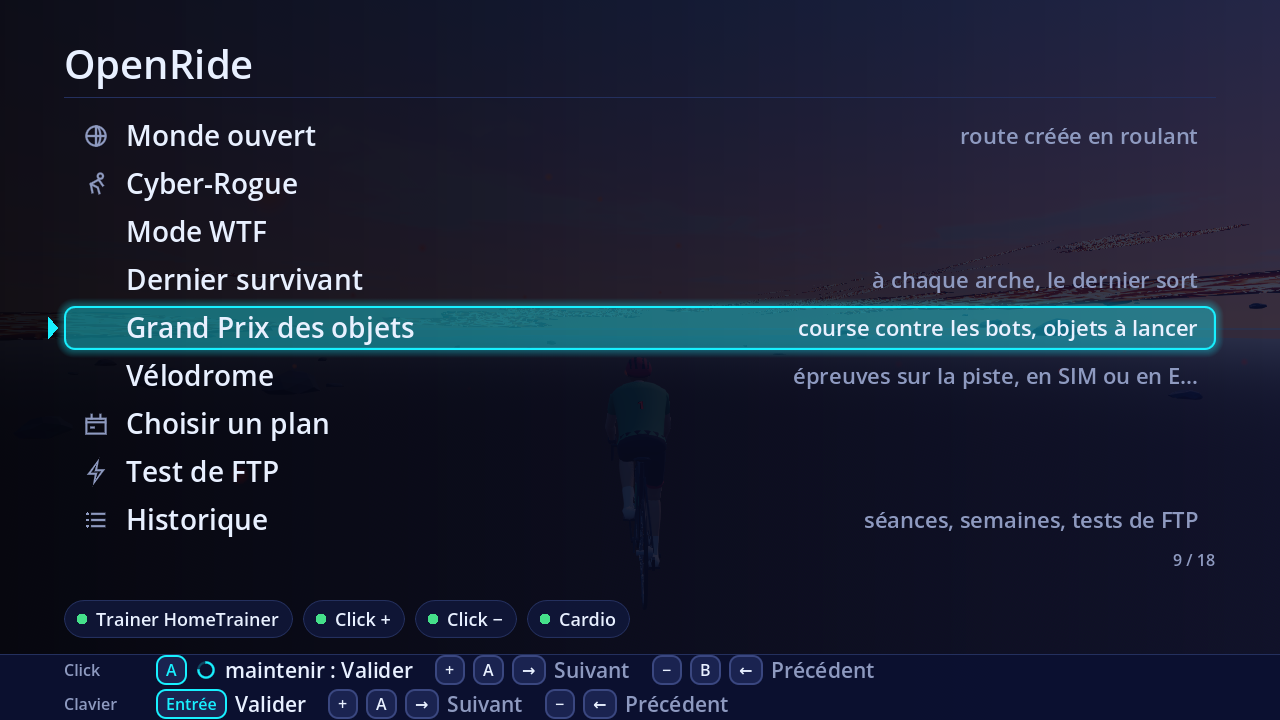 OpenRide
Monde ouvert route créée en roulant
Cyber-Rogue
Mode WTF
Dernier survivant à chaque arche, le dernier sort
Grand Prix des objets course contre les bots, objets à lancer
Vélodrome épreuves sur la piste, en SIM ou en E...
Choisir un plan
Test de FTP
Historique séances, semaines, tests de FTP
9 / 18
Trainer HomeTrainer Click + Click − Cardio
Click A maintenir : Valider + A → Suivant − B ← Précédent
Clavier Entrée Valider + A → Suivant − ← Précédent